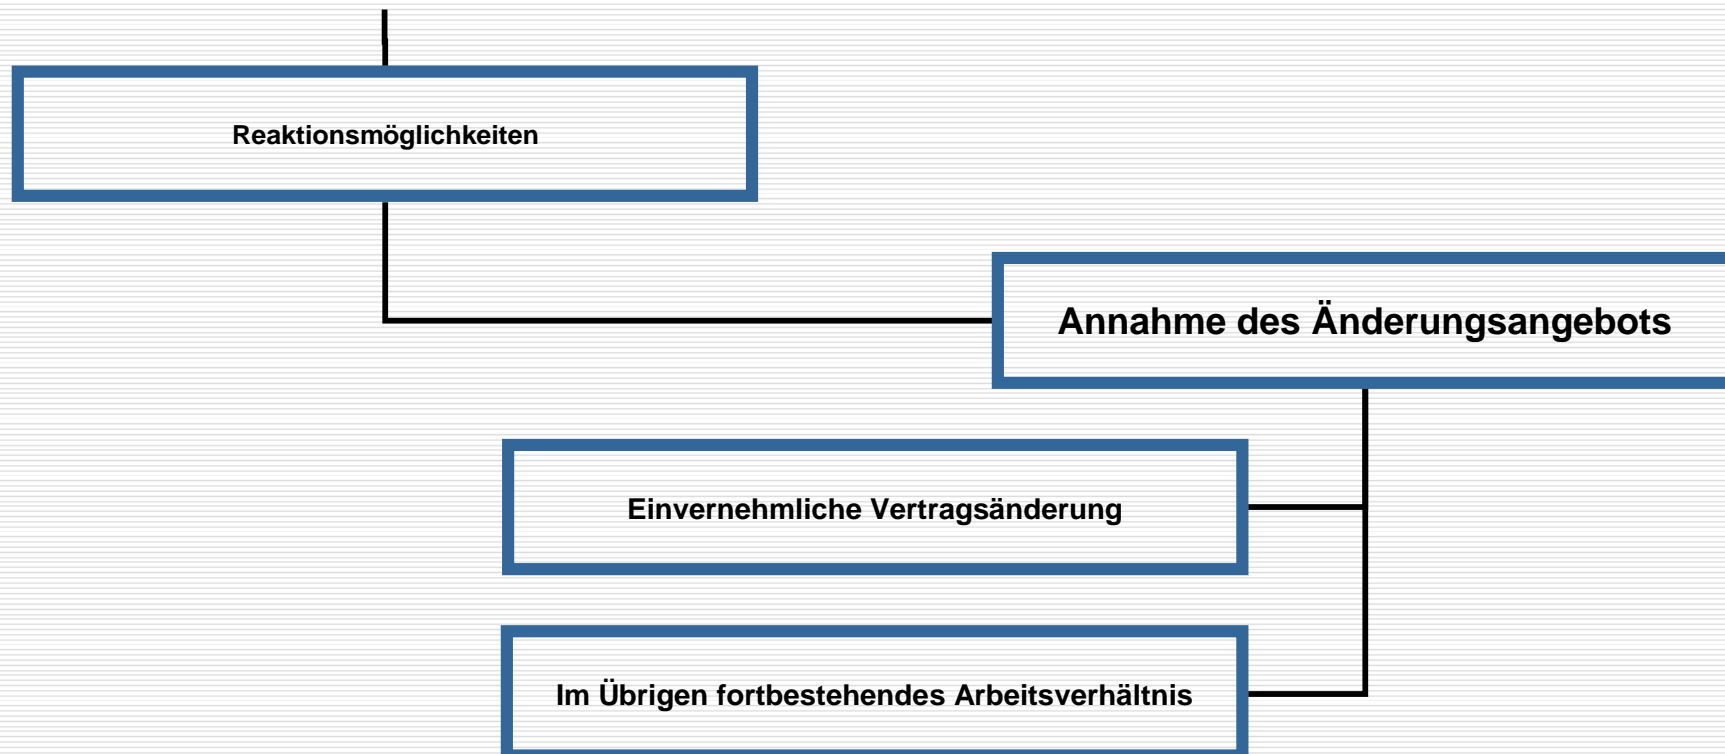 Reaktionsmöglichkeiten
Annahme des Änderungsangebots
Einvernehmliche Vertragsänderung
Im Übrigen fortbestehendes Arbeitsverhältnis